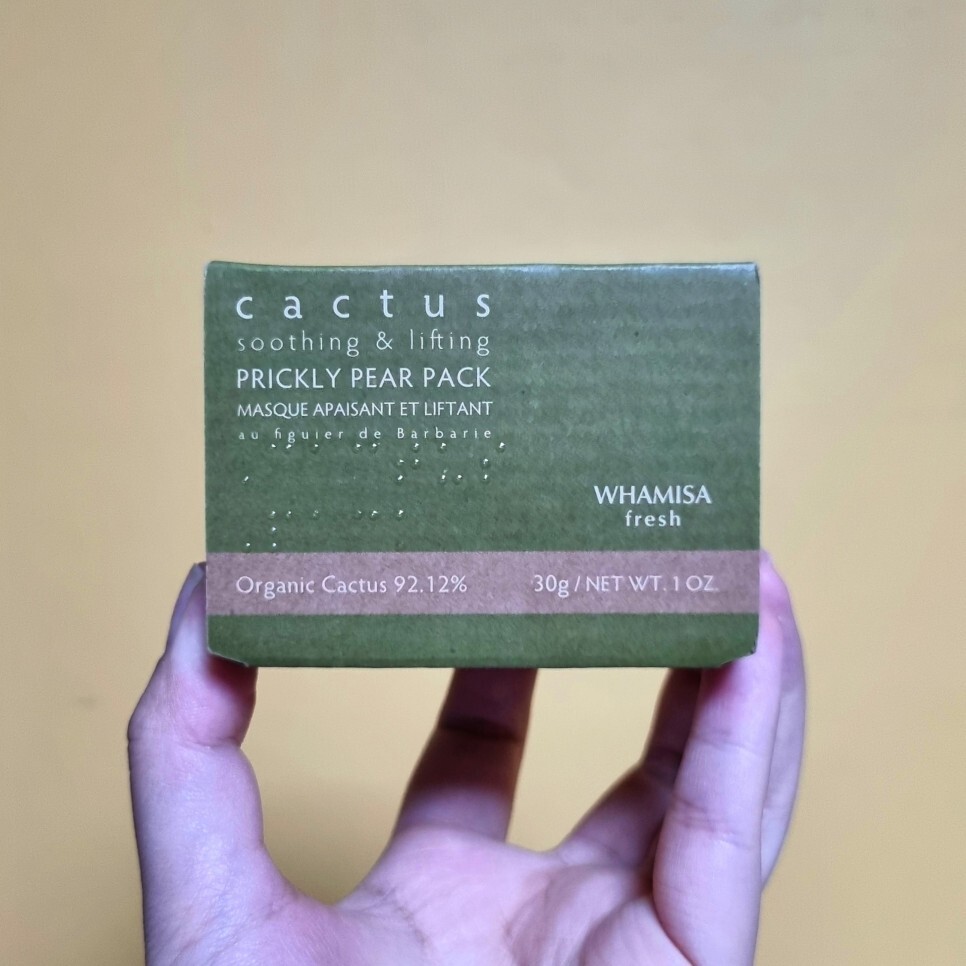 cactus
soothing & lifting
PRICKLY PEAR PACK
MASQUE APAISANT ET LIFTANT
au figuier de Barbarie
WHAMISA
fresh
Organic Cactus 92.12%
30g / NET WT. 1 OZ.